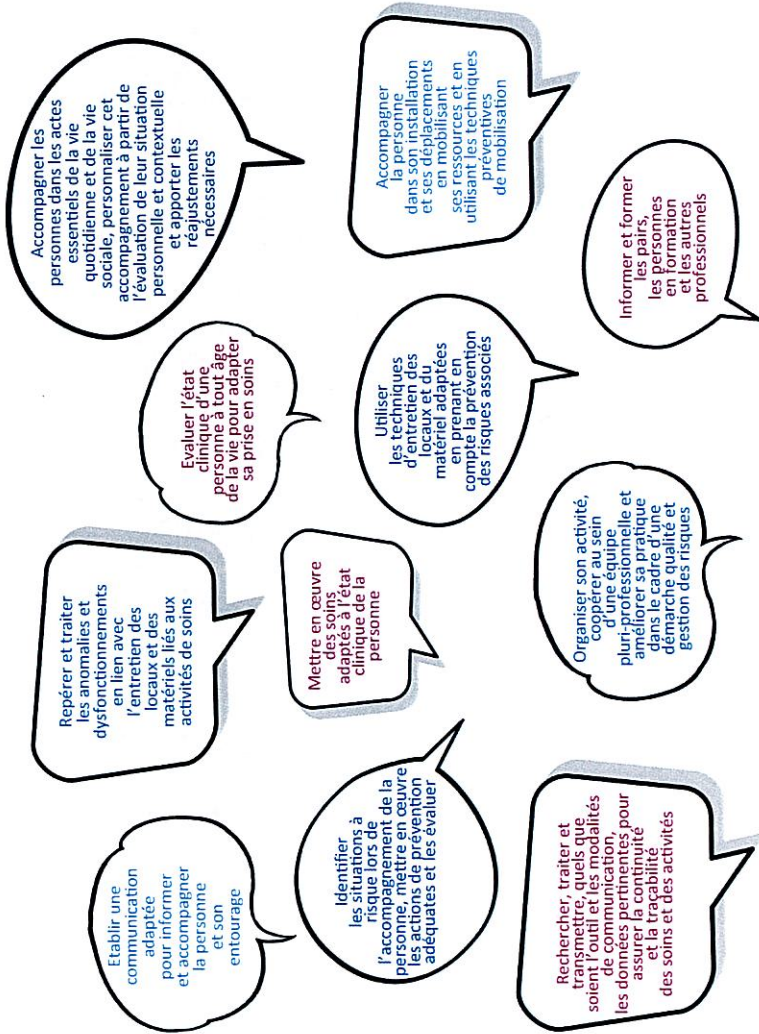 Etablir une
communication
adaptée
pour informer
et accompagner
la personne
et son
entourage
Repérer et traiter
les anomalies et
dysfonctionnements
en lien avec
l'entretien des
locaux et des
matériels liés aux
activités de soins
Accompagner les
personnes dans les actes
essentiels de la vie
quotidienne et de la vie
sociale, personnaliser cet
accompagnement à partir de
l'évaluation de leur situation
personnelle et contextuelle
et apporter les
réajustements
nécessaires
Evaluer l'état
clinique d'une
personne à tout âge
de la vie pour adapter
sa prise en soins
Identifier
les situations à
risque lors de
l'accompagnement de la
personne, mettre en œuvre
les actions de prévention
adéquates et les évaluer
Mettre en œuvre
des soins
adaptés à l'état
clinique de la
personne
Utiliser
les techniques
d'entretien des
locaux et du
matériel adaptées
en prenant en
compte la prévention
des risques associés
Accompagner
la personne
dans son installation
et ses déplacements
en mobilisant
ses ressources et en
utilisant les techniques
préventives
de mobilisation
Rechercher, traiter et
transmettre, quels que
soient l'outil et les modalités
de communication,
les données pertinentes pour
assurer la continuité
et la traçabilité
des soins et des activités
Organiser son activité,
coopérer au sein
d'une équipe
pluri-professionnelle et
améliorer sa pratique
dans le cadre d'une
démarche qualité et
gestion des risques
Informer et former
les pairs,
les personnes
en formation
et les autres
professionnels